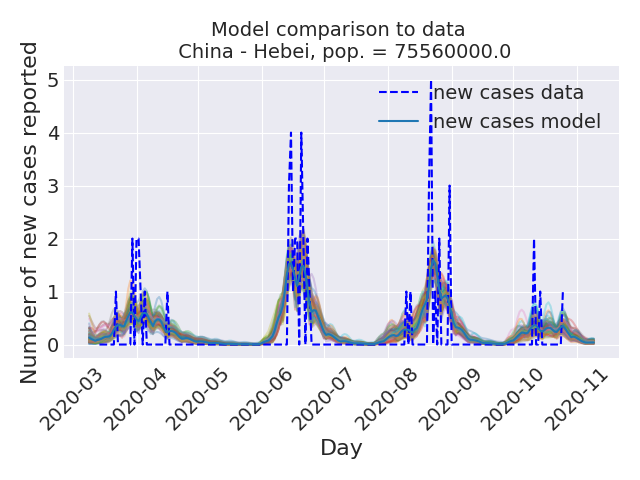 Model comparison to data
China - Hebei, pop. = 75560000.0
Number of new cases reported
5
4
3
2
1
0
new cases data
new cases model
2020-03
2020-04
2020-05
2020-06
2020-07
2020-08
2020-09
2020-10
2020-11
Day